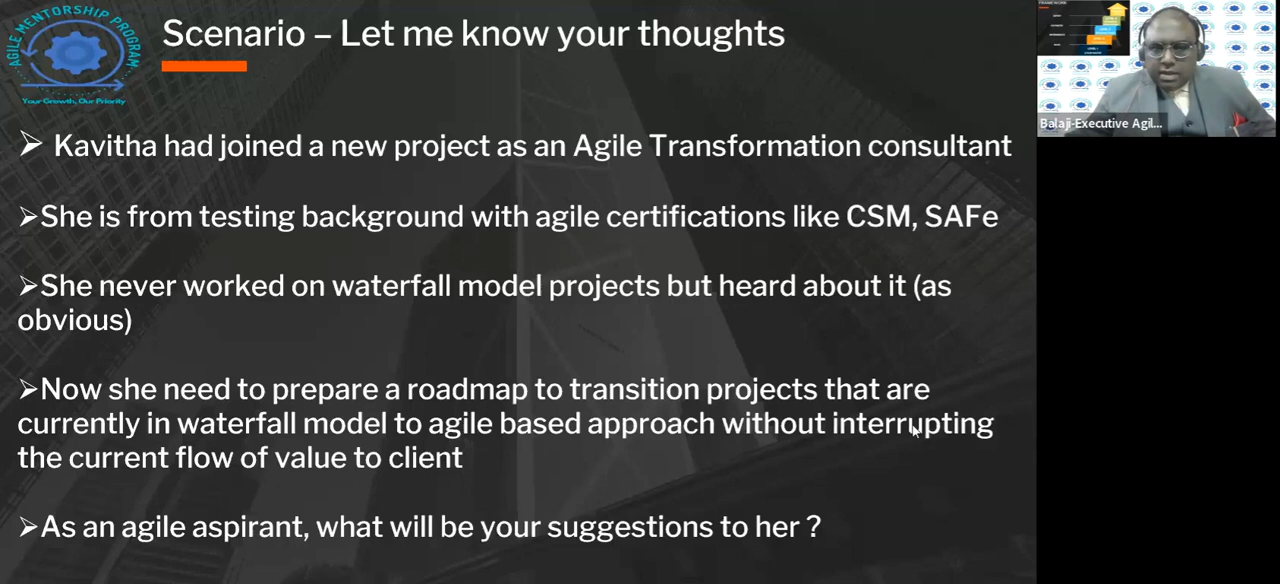 AGILE MENTORSHIP PROGRAM
Your Growth, Our Priority
Scenario – Let me know your thoughts
➢ Kavitha had joined a new project as an Agile Transformation consultant
➢She is from testing background with agile certifications like CSM, SAFe
➢She never worked on waterfall model projects but heard about it (as
obvious)
➢Now she need to prepare a roadmap to transition projects that are
currently in waterfall model to agile based approach without interrupting
the current flow of value to client
➢As an agile aspirant, what will be your suggestions to her ?
Balaji-Executive Agil...